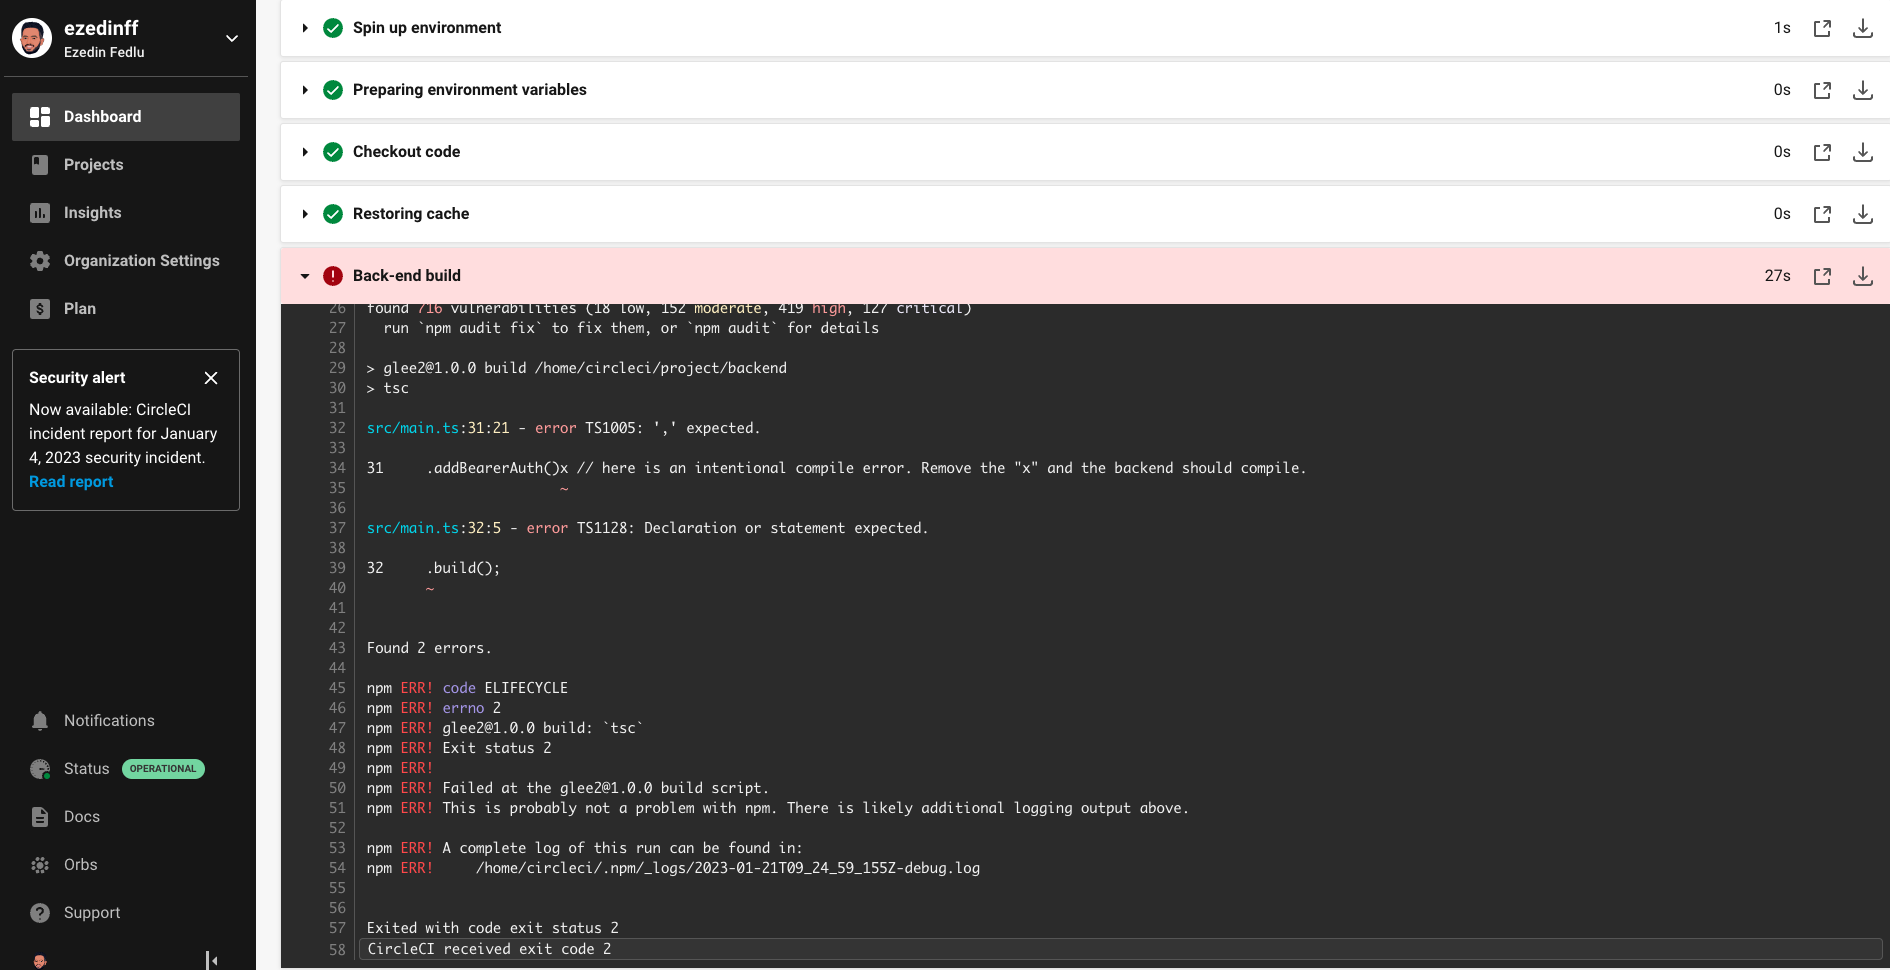 ezedinff
Ezedin Fedlu
Dashboard
Projects
Insights
Organization Settings
Plan
Security alert
Now available: CircleCI
incident report for January
4, 2023 security incident.
Read report
Notifications
Status OPERATIONAL
Docs
Orbs
Support
Spin up environment 1s
Preparing environment variables 0s
Checkout code 0s
Restoring cache 0s
Back-end build 27s
26 found 716 vulnerabilities (18 low, 152 moderate, 419 high, 127 critical)
27 run `npm audit fix` to fix them, or `npm audit` for details
28
29 > glee2@1.0.0 build /home/circleci/project/backend
30 > tsc
31
32 src/main.ts:31:21 - error TS1005: ',' expected.
33
34 31 .addBearerAuth()x // here is an intentional compile error. Remove the "x" and the backend should compile.
35 ~
36
37 src/main.ts:32:5 - error TS1128: Declaration or statement expected.
38
39 32 .build();
40 ~
41
42
43 Found 2 errors.
44
45 npm ERR! code ELIFECYCLE
46 npm ERR! errno 2
47 npm ERR! glee2@1.0.0 build: `tsc`
48 npm ERR! Exit status 2
49 npm ERR!
50 npm ERR! Failed at the glee2@1.0.0 build script.
51 npm ERR! This is probably not a problem with npm. There is likely additional logging output above.
52
53 npm ERR! A complete log of this run can be found in:
54 npm ERR! /home/circleci/.npm/_logs/2023-01-21T09_24_59_155Z-debug.log
55
56
57 Exited with code exit status 2
58 CircleCI received exit code 2